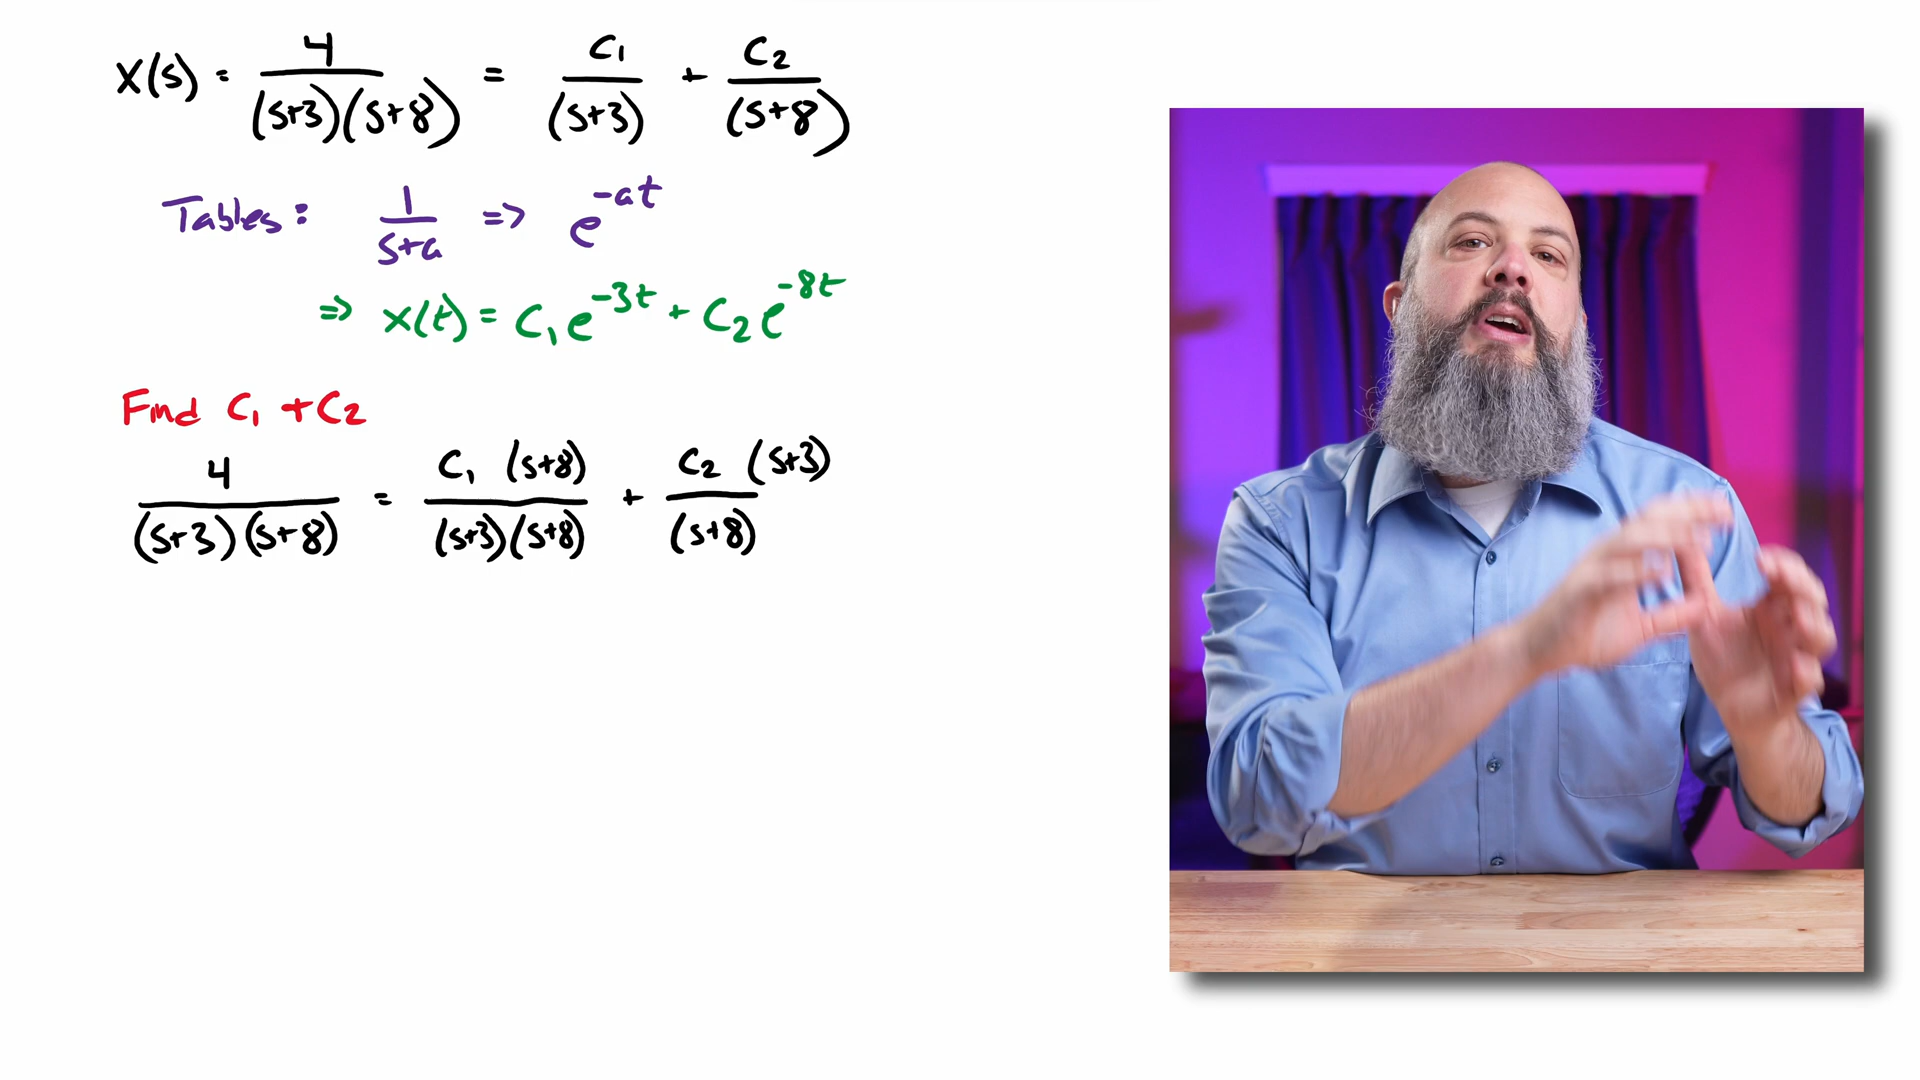 X(s) = 4/((s+3)(s+8)) = C₁/(s+3) + C₂/(s+8)
Tables: 1/(s+a) => e^(-at)
=> x(t) = C₁e^(-3t) + C₂e^(-8t)
Find C₁ + C₂
4/((s+3)(s+8)) = C₁ (s+8)/((s+3)(s+8)) + C₂ (s+3)/(s+8)